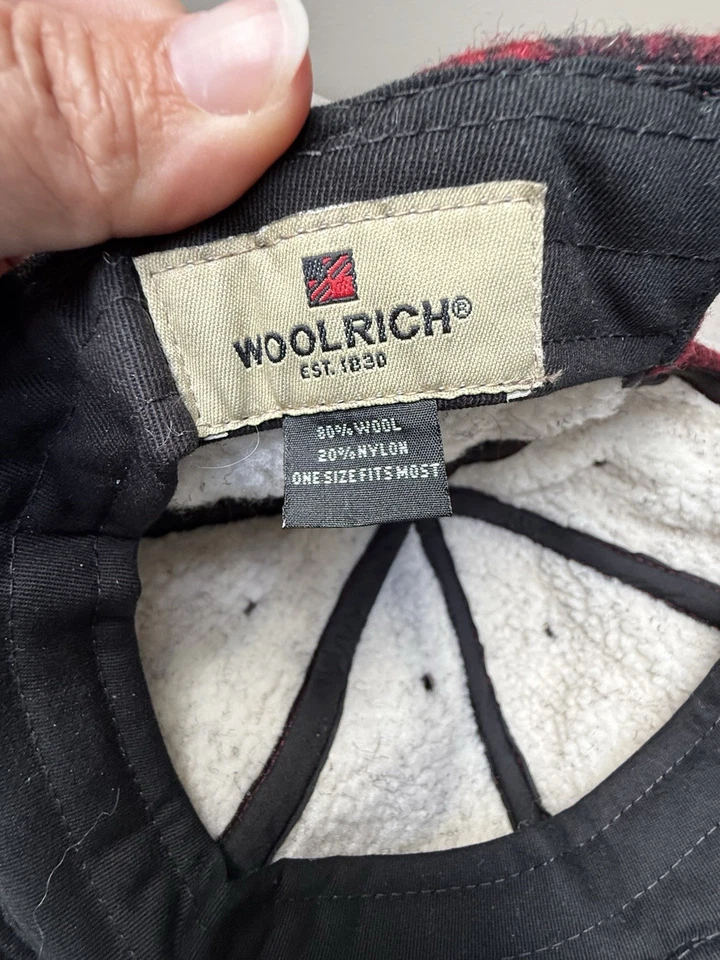 WOOLRICH®
EST. 1830
80% WOOL
20% NYLON
ONE SIZE FITS MOST